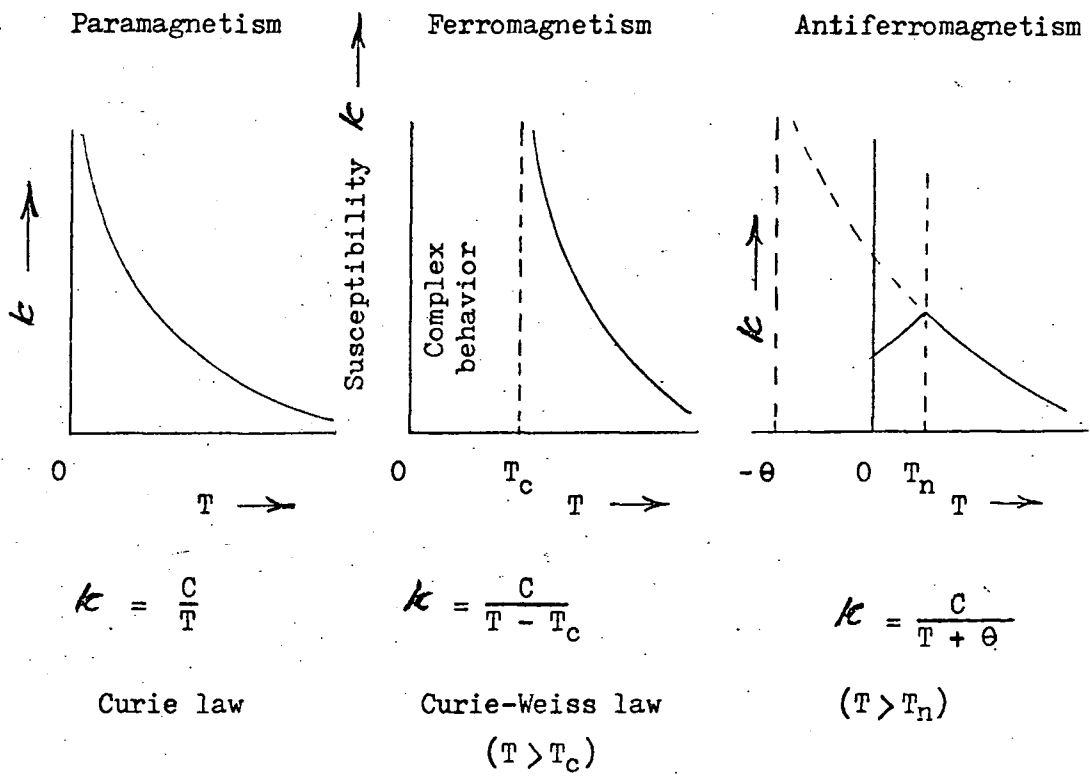 Paramagnetism
Ferromagnetism
Antiferromagnetism
κ
Susceptibility κ
Complex
behavior
κ
0
T
0
T_c
T
-θ
0
T_n
T
κ = C/T
κ = C/(T - T_c)
κ = C/(T + θ)
Curie law
Curie-Weiss law
(T > T_c)
(T > T_n)